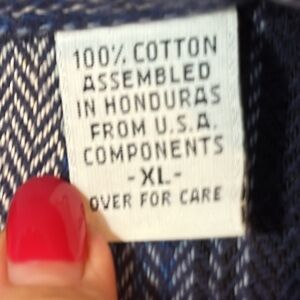 100% COTTON
ASSEMBLED
IN HONDURAS
FROM U.S.A.
COMPONENTS
-XL-
OVER FOR CARE